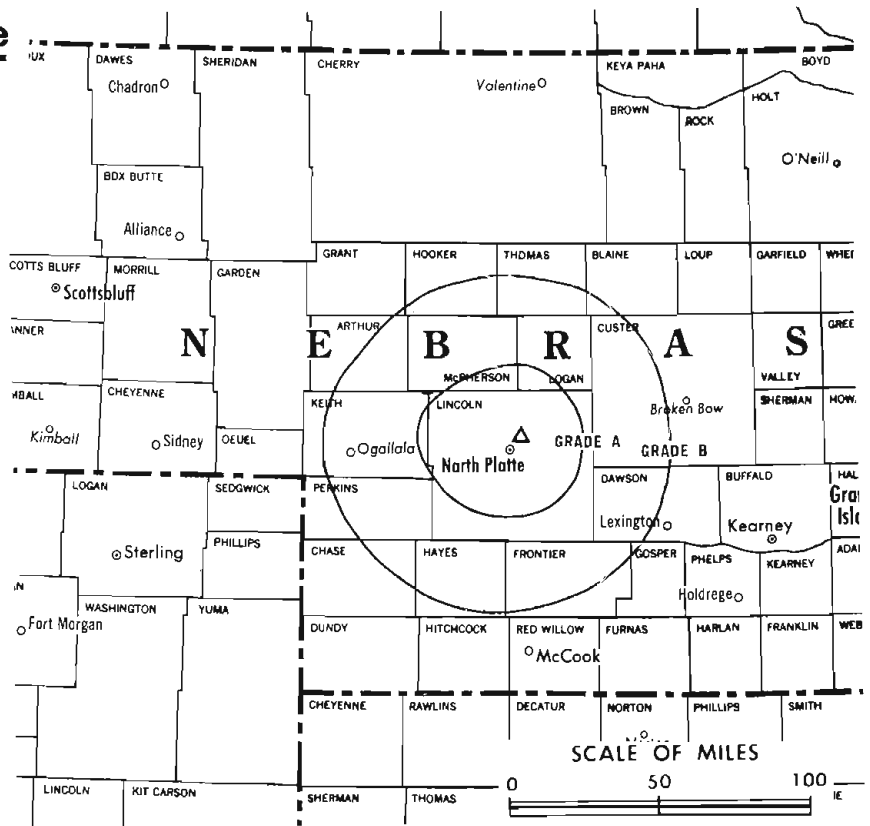 DAWES SHERIDAN CHERRY KEYA PAHA BOYD
Chadron Valentine
BROWN ROCK HOLT
O'Neill
BDX BUTTE
Alliance
GRANT HOOKER THDMAS BLAINE LOUP GARFIELD
COTTS BLUFF MORRILL GARDEN
Scottsbluff
ARTHUR CUSTER
N E B R A S
McPHERSON LOGAN VALLEY
CHEYENNE KEITH LINCOLN SHERMAN
Kimball Sidney DEUEL Ogallala Broken Bow
GRADE A GRADE B
North Platte
LOGAN SEDGWICK PERKINS DAWSON BUFFALD
Lexington Kearney
PHILLIPS
Sterling CHASE HAYES FRONTIER GOSPER PHELPS KEARNEY
Holdrege
WASHINGTON YUMA
Fort Morgan DUNDY HITCHCOCK RED WILLOW FURNAS HARLAN FRANKLIN
McCook
CHEYENNE RAWLINS DECATUR NORTON PHILLIPS SMITH
SCALE OF MILES
0 50 100
LINCOLN KIT CARSON SHERMAN THOMAS